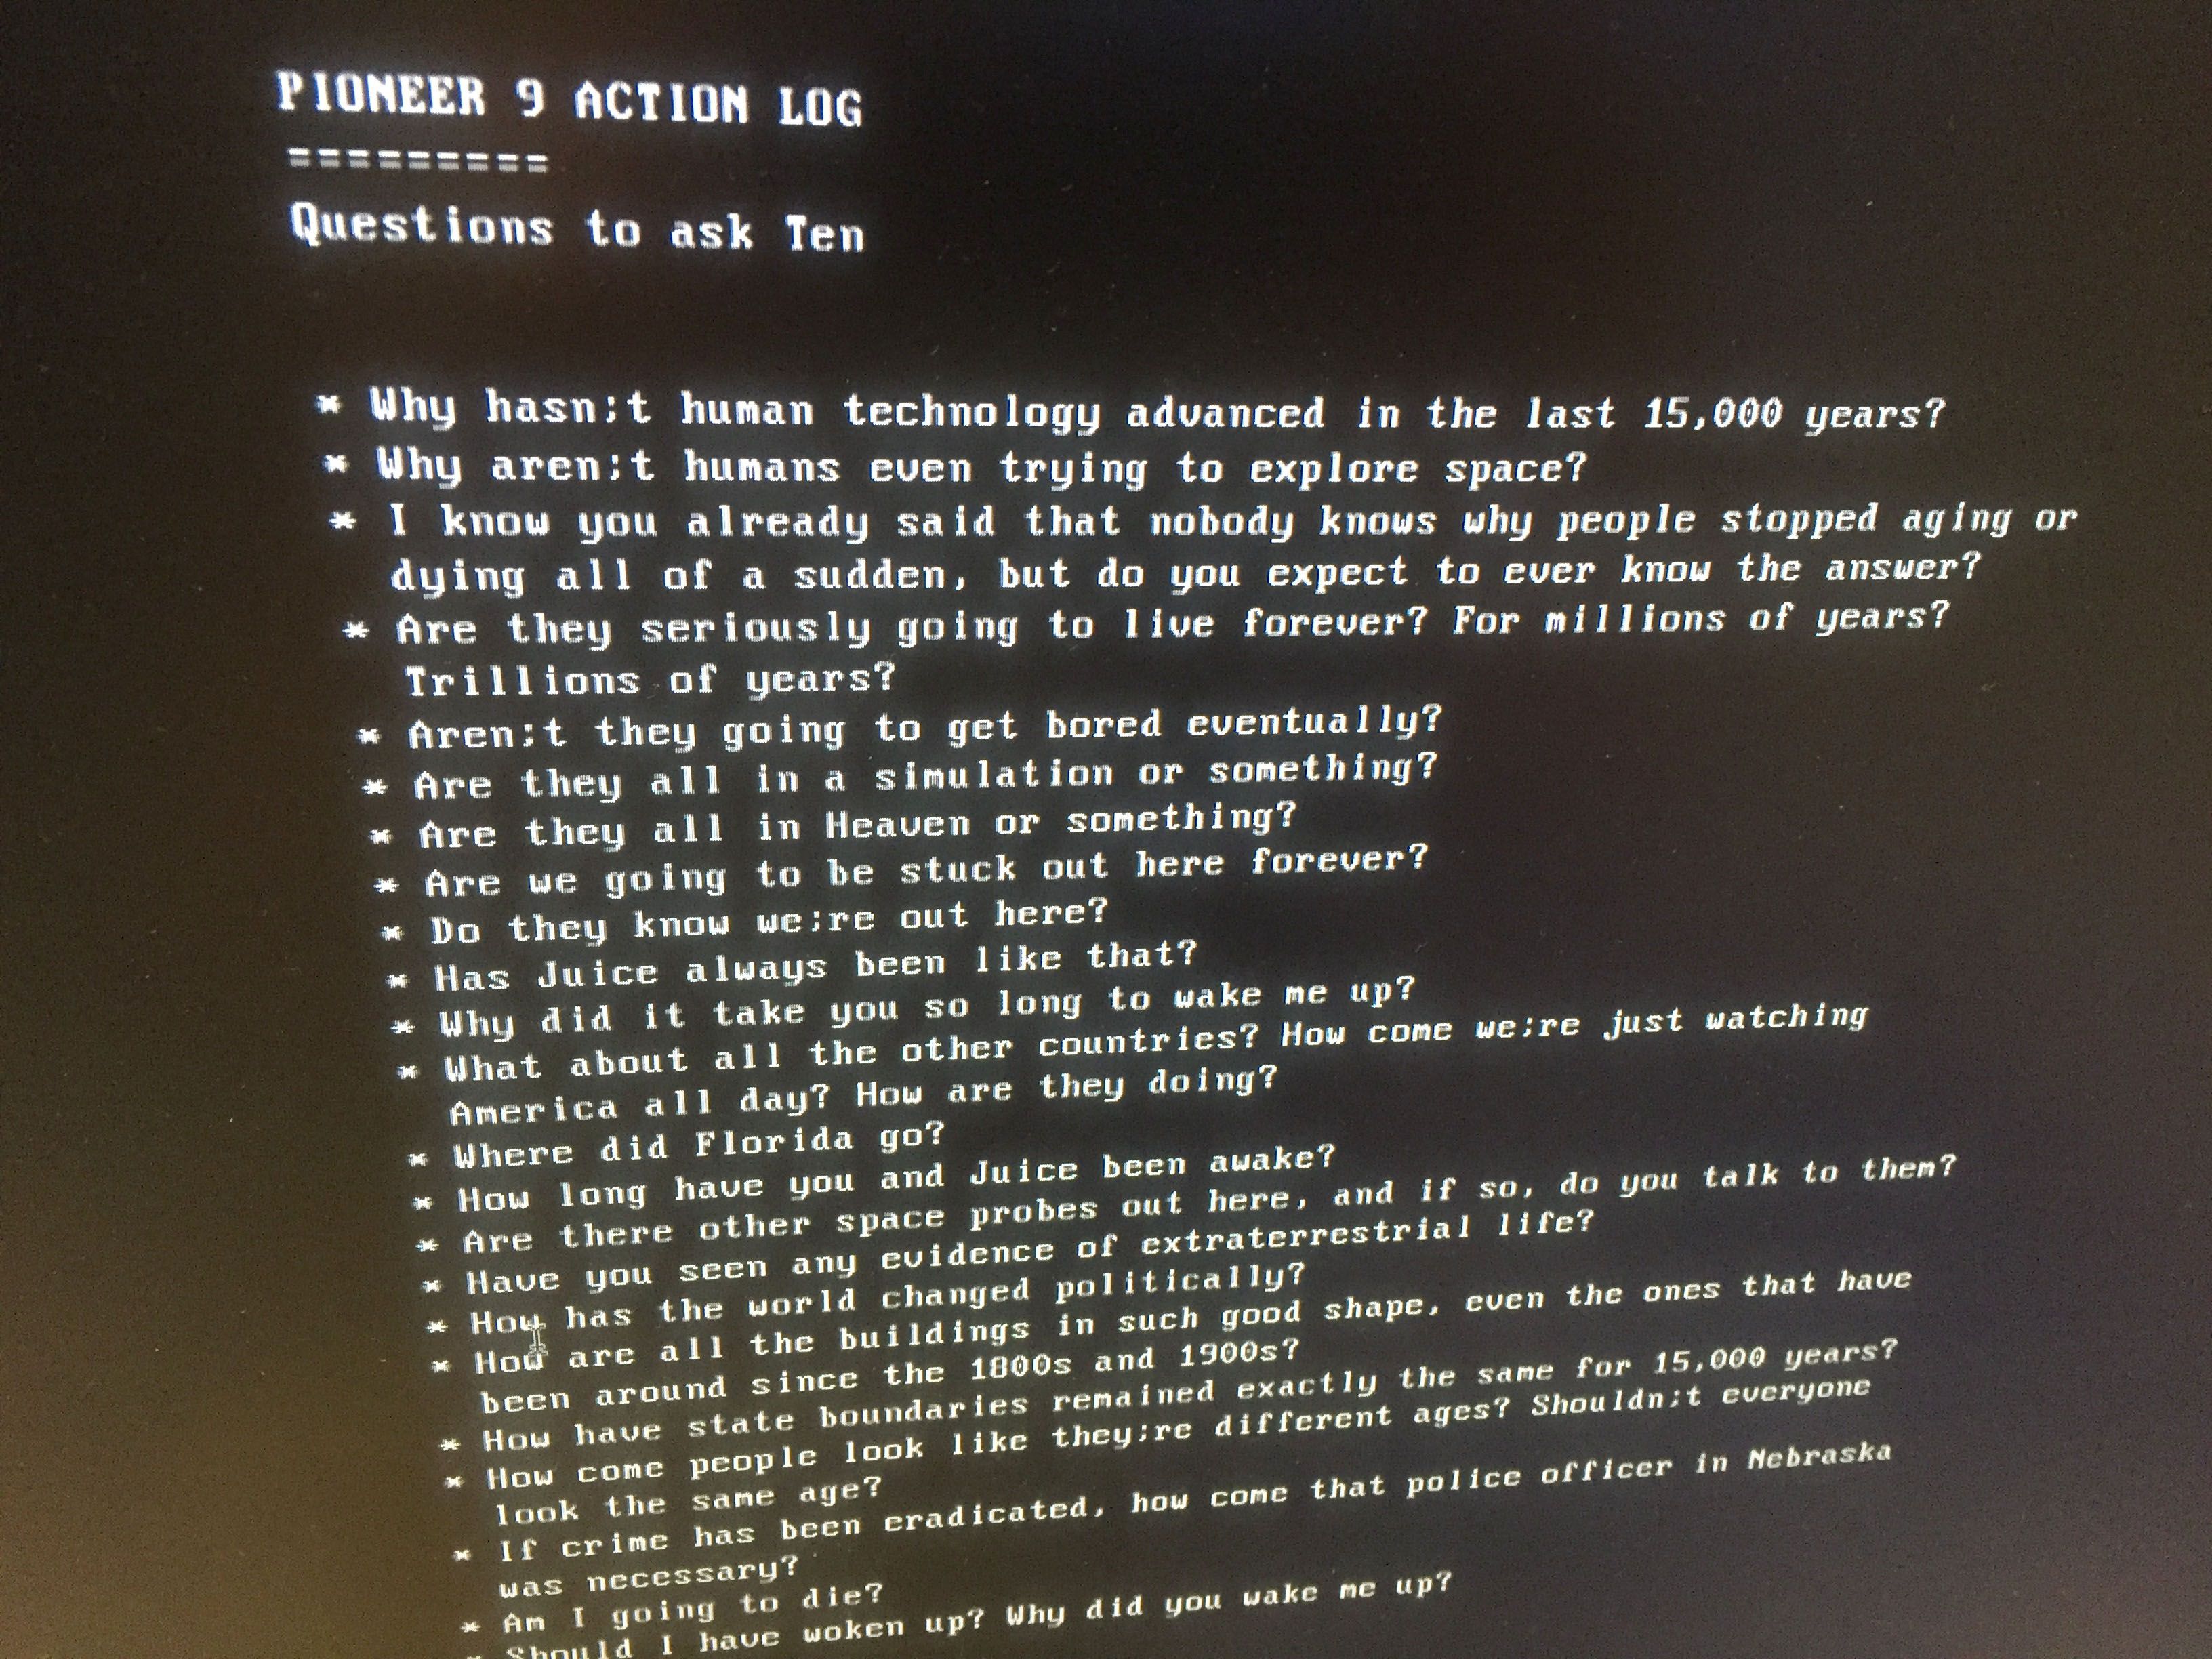 PIONEER 9 ACTION LOG
=========
Questions to ask Ten
* Why hasn;t human technology advanced in the last 15,000 years?
* Why aren;t humans even trying to explore space?
* I know you already said that nobody knows why people stopped aging or
dying all of a sudden, but do you expect to ever know the answer?
* Are they seriously going to live forever? For millions of years?
Trillions of years?
* Aren;t they going to get bored eventually?
* Are they all in a simulation or something?
* Are they all in Heaven or something?
* Are we going to be stuck out here forever?
* Do they know we;re out here?
* Has Juice always been like that?
* Why did it take you so long to wake me up?
* What about all the other countries? How come we;re just watching
America all day? How are they doing?
* Where did Florida go?
* How long have you and Juice been awake?
* Are there other space probes out here, and if so, do you talk to them?
* Have you seen any evidence of extraterrestrial life?
* How has the world changed politically?
* How are all the buildings in such good shape, even the ones that have
been around since the 1800s and 1900s?
* How have state boundaries remained exactly the same for 15,000 years?
* How come people look like they;re different ages? Shouldn;t everyone
look the same age?
* If crime has been eradicated, how come that police officer in Nebraska
was necessary?
* Am I going to die?
* Should I have woken up? Why did you wake me up?